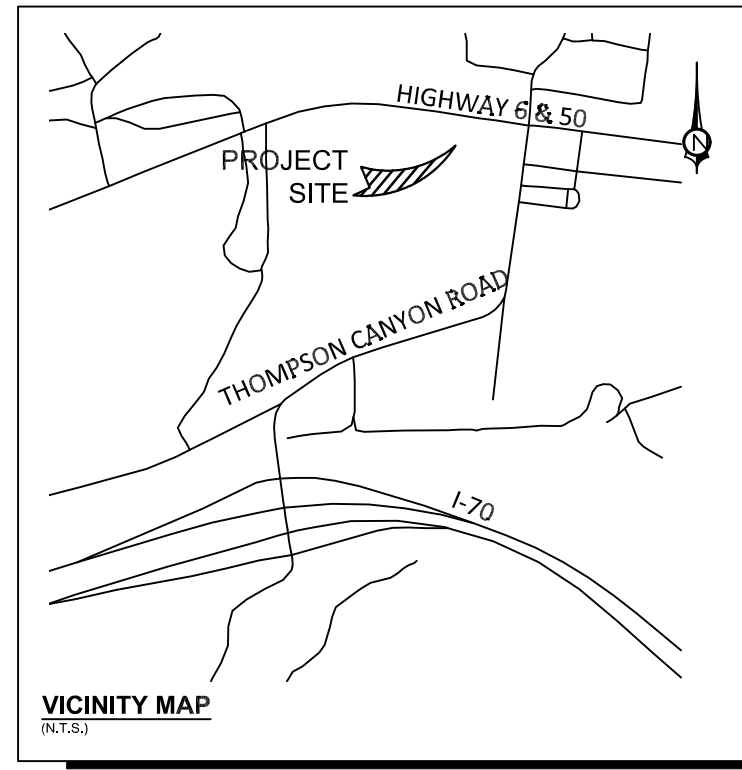 HIGHWAY 6 & 50
N
PROJECT
SITE
THOMPSON CANYON ROAD
I-70
VICINITY MAP
(N.T.S.)